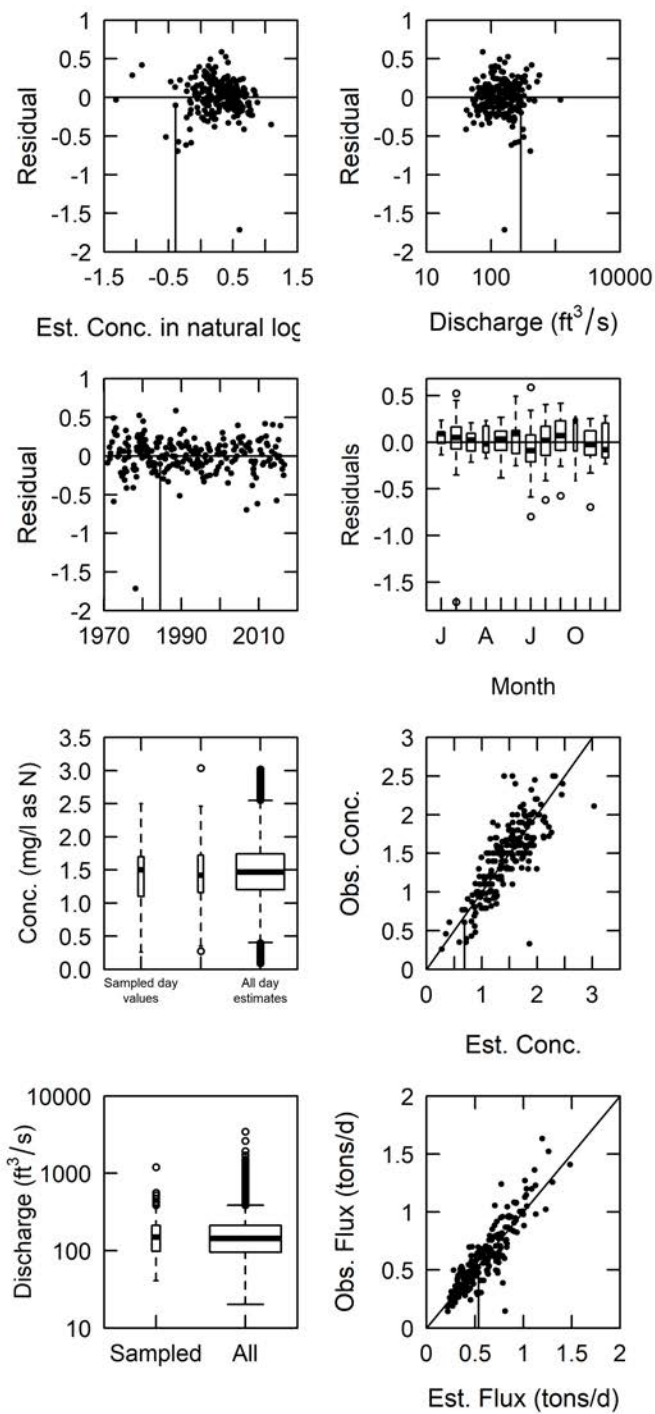 1
0.5
0
-0.5
-1
-1.5
-2
Residual
-1.5 -0.5 0.5 1.5
Est. Conc. in natural log
1
0.5
0
-0.5
-1
-1.5
-2
Residual
10 100 10000
Discharge (ft³/s)
1
0.5
0
-0.5
-1
-1.5
-2
Residual
1970 1990 2010
0.5
0.0
-0.5
-1.0
-1.5
Residuals
J A J O
Month
3.5
3.0
2.5
2.0
1.5
1.0
0.5
0.0
Conc. (mg/l as N)
Sampled day values
All day estimates
3
2.5
2
1.5
1
0.5
0
Obs. Conc.
0 1 2 3
Est. Conc.
10000
1000
100
10
Discharge (ft³/s)
Sampled All
2
1.5
1
0.5
0
Obs. Flux (tons/d)
0 0.5 1 1.5 2
Est. Flux (tons/d)